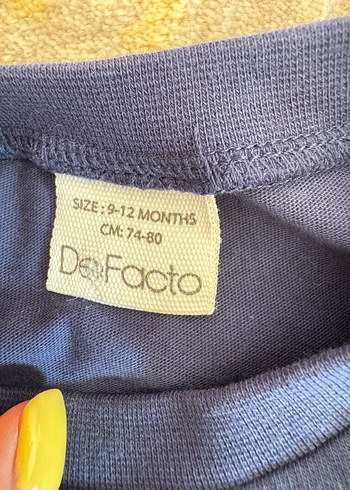 SIZE : 9-12 MONTHS
CM: 74-80
DeFacto